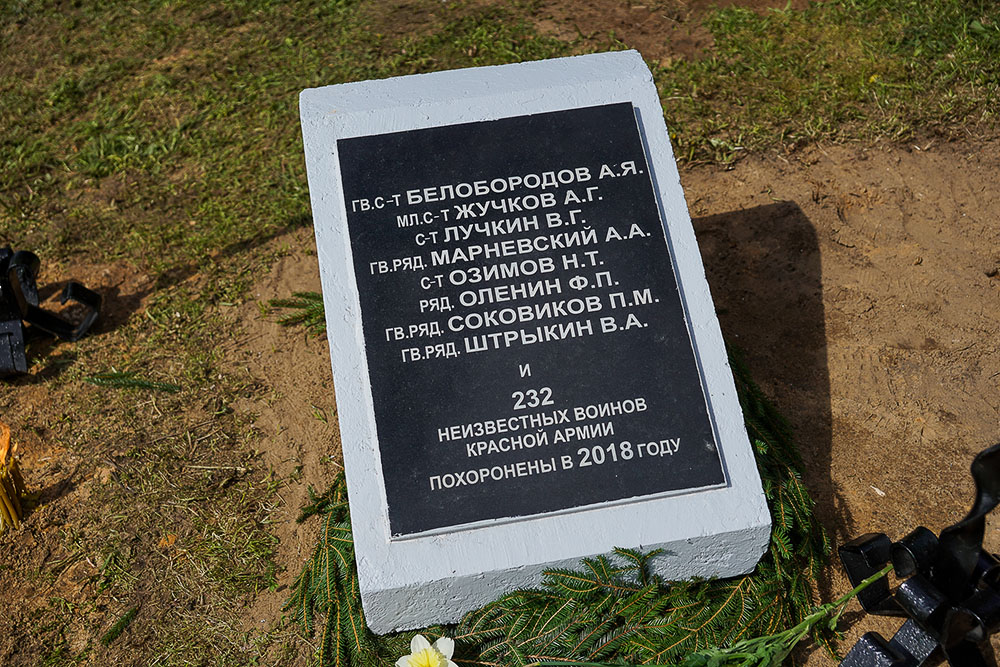 ГВ.С-Т БЕЛОБОРОДОВ А.Я.
МЛ.С-Т ЖУЧКОВ А.Г.
С-Т ЛУЧКИН В.Г.
ГВ.РЯД. МАРНЕВСКИЙ А.А.
С-Т ОЗИМОВ Н.Т.
РЯД. ОЛЕНИН Ф.П.
ГВ.РЯД. СОКОВИКОВ П.М.
ГВ.РЯД. ШТРЫКИН В.А.
И
232
НЕИЗВЕСТНЫХ ВОИНОВ
КРАСНОЙ АРМИИ
ПОХОРОНЕНЫ В 2018 ГОДУ